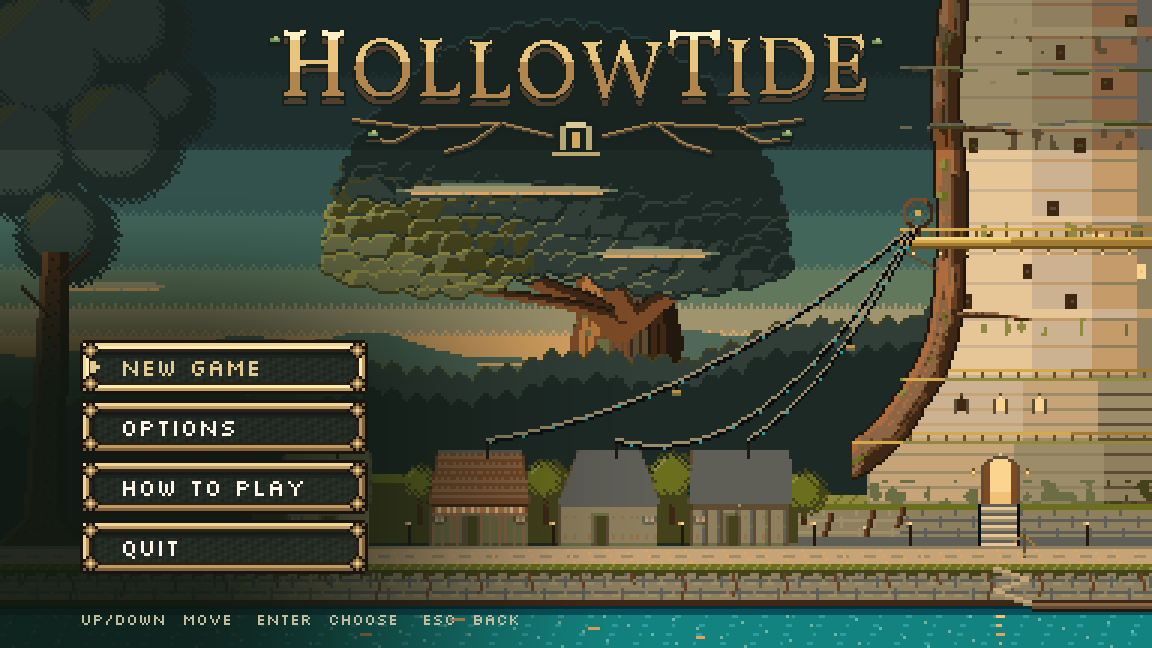 HOLLOWTIDE
NEW GAME
OPTIONS
HOW TO PLAY
QUIT
UP/DOWN MOVE ENTER CHOOSE ESC BACK